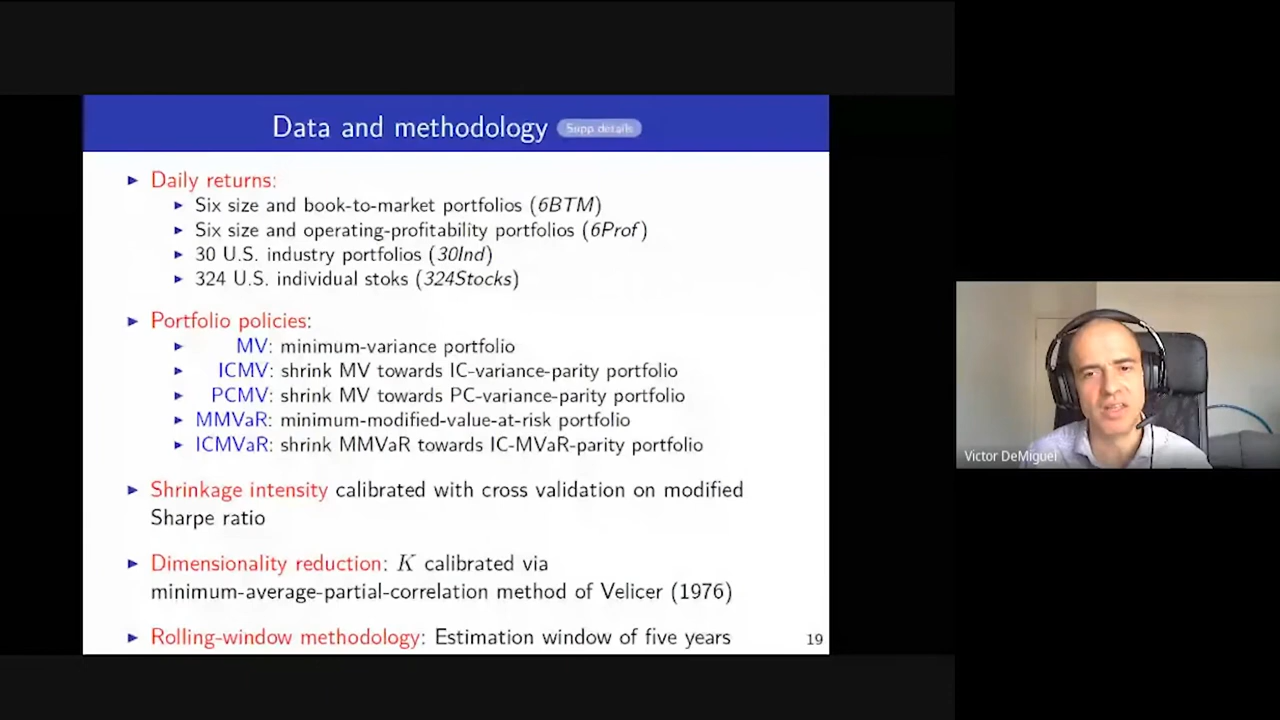 Data and methodology Supp details
► Daily returns:
► Six size and book-to-market portfolios (6BTM)
► Six size and operating-profitability portfolios (6Prof)
► 30 U.S. industry portfolios (30Ind)
► 324 U.S. individual stoks (324Stocks)
► Portfolio policies:
► MV: minimum-variance portfolio
► ICMV: shrink MV towards IC-variance-parity portfolio
► PCMV: shrink MV towards PC-variance-parity portfolio
► MMVaR: minimum-modified-value-at-risk portfolio
► ICMVaR: shrink MMVaR towards IC-MVaR-parity portfolio
► Shrinkage intensity calibrated with cross validation on modified
Sharpe ratio
► Dimensionality reduction: K calibrated via
minimum-average-partial-correlation method of Velicer (1976)
► Rolling-window methodology: Estimation window of five years
19
Victor DeMiguel